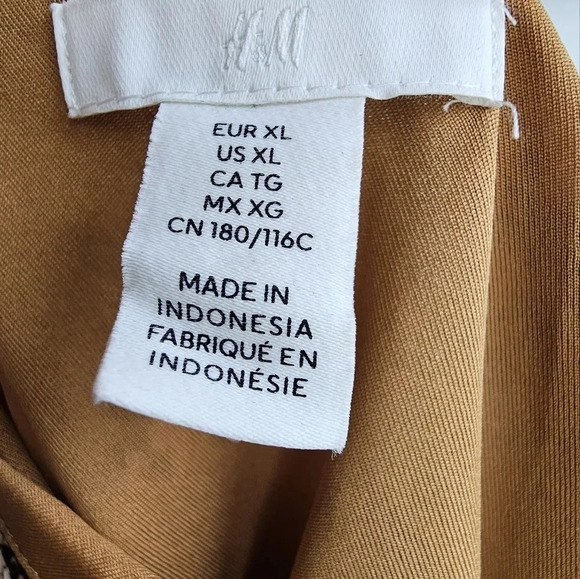 H&M
EUR XL
US XL
CA TG
MX XG
CN 180/116C
MADE IN
INDONESIA
FABRIQUÉ EN
INDONÉSIE